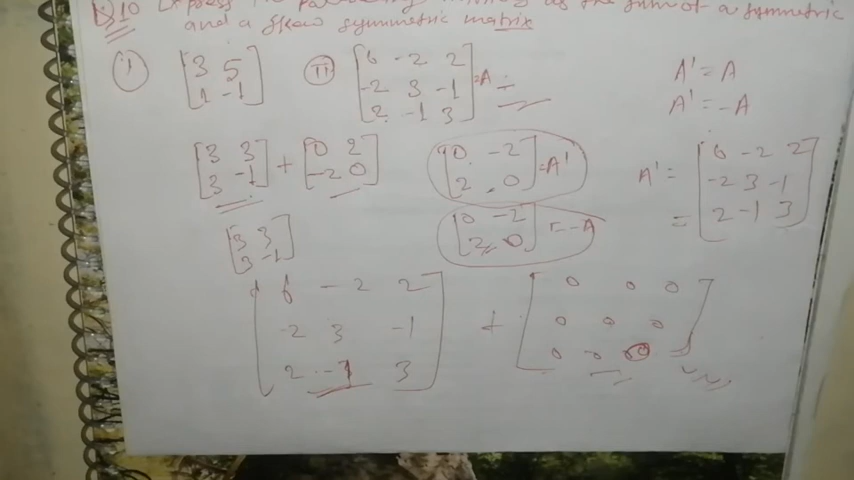 Q10 Express the following matrix as the sum of a symmetric
and a skew symmetric matrix
(i) [3 5
1 -1]
(ii) [6 -2 2
-2 3 -1
2 -1 3] = A
A' = A
A' = -A
[3 3
3 -1] + [0 2
-2 0]
[0 -2
2 0] = A'
A' = [6 -2 2
-2 3 -1
= 2 -1 3]
[3 3
3 -1]
[0 -2
2 0] = -A
[6 -2 2
-2 3 -1
2 -1 3]
+
[0 0 0
0 0 0
0 0 0]